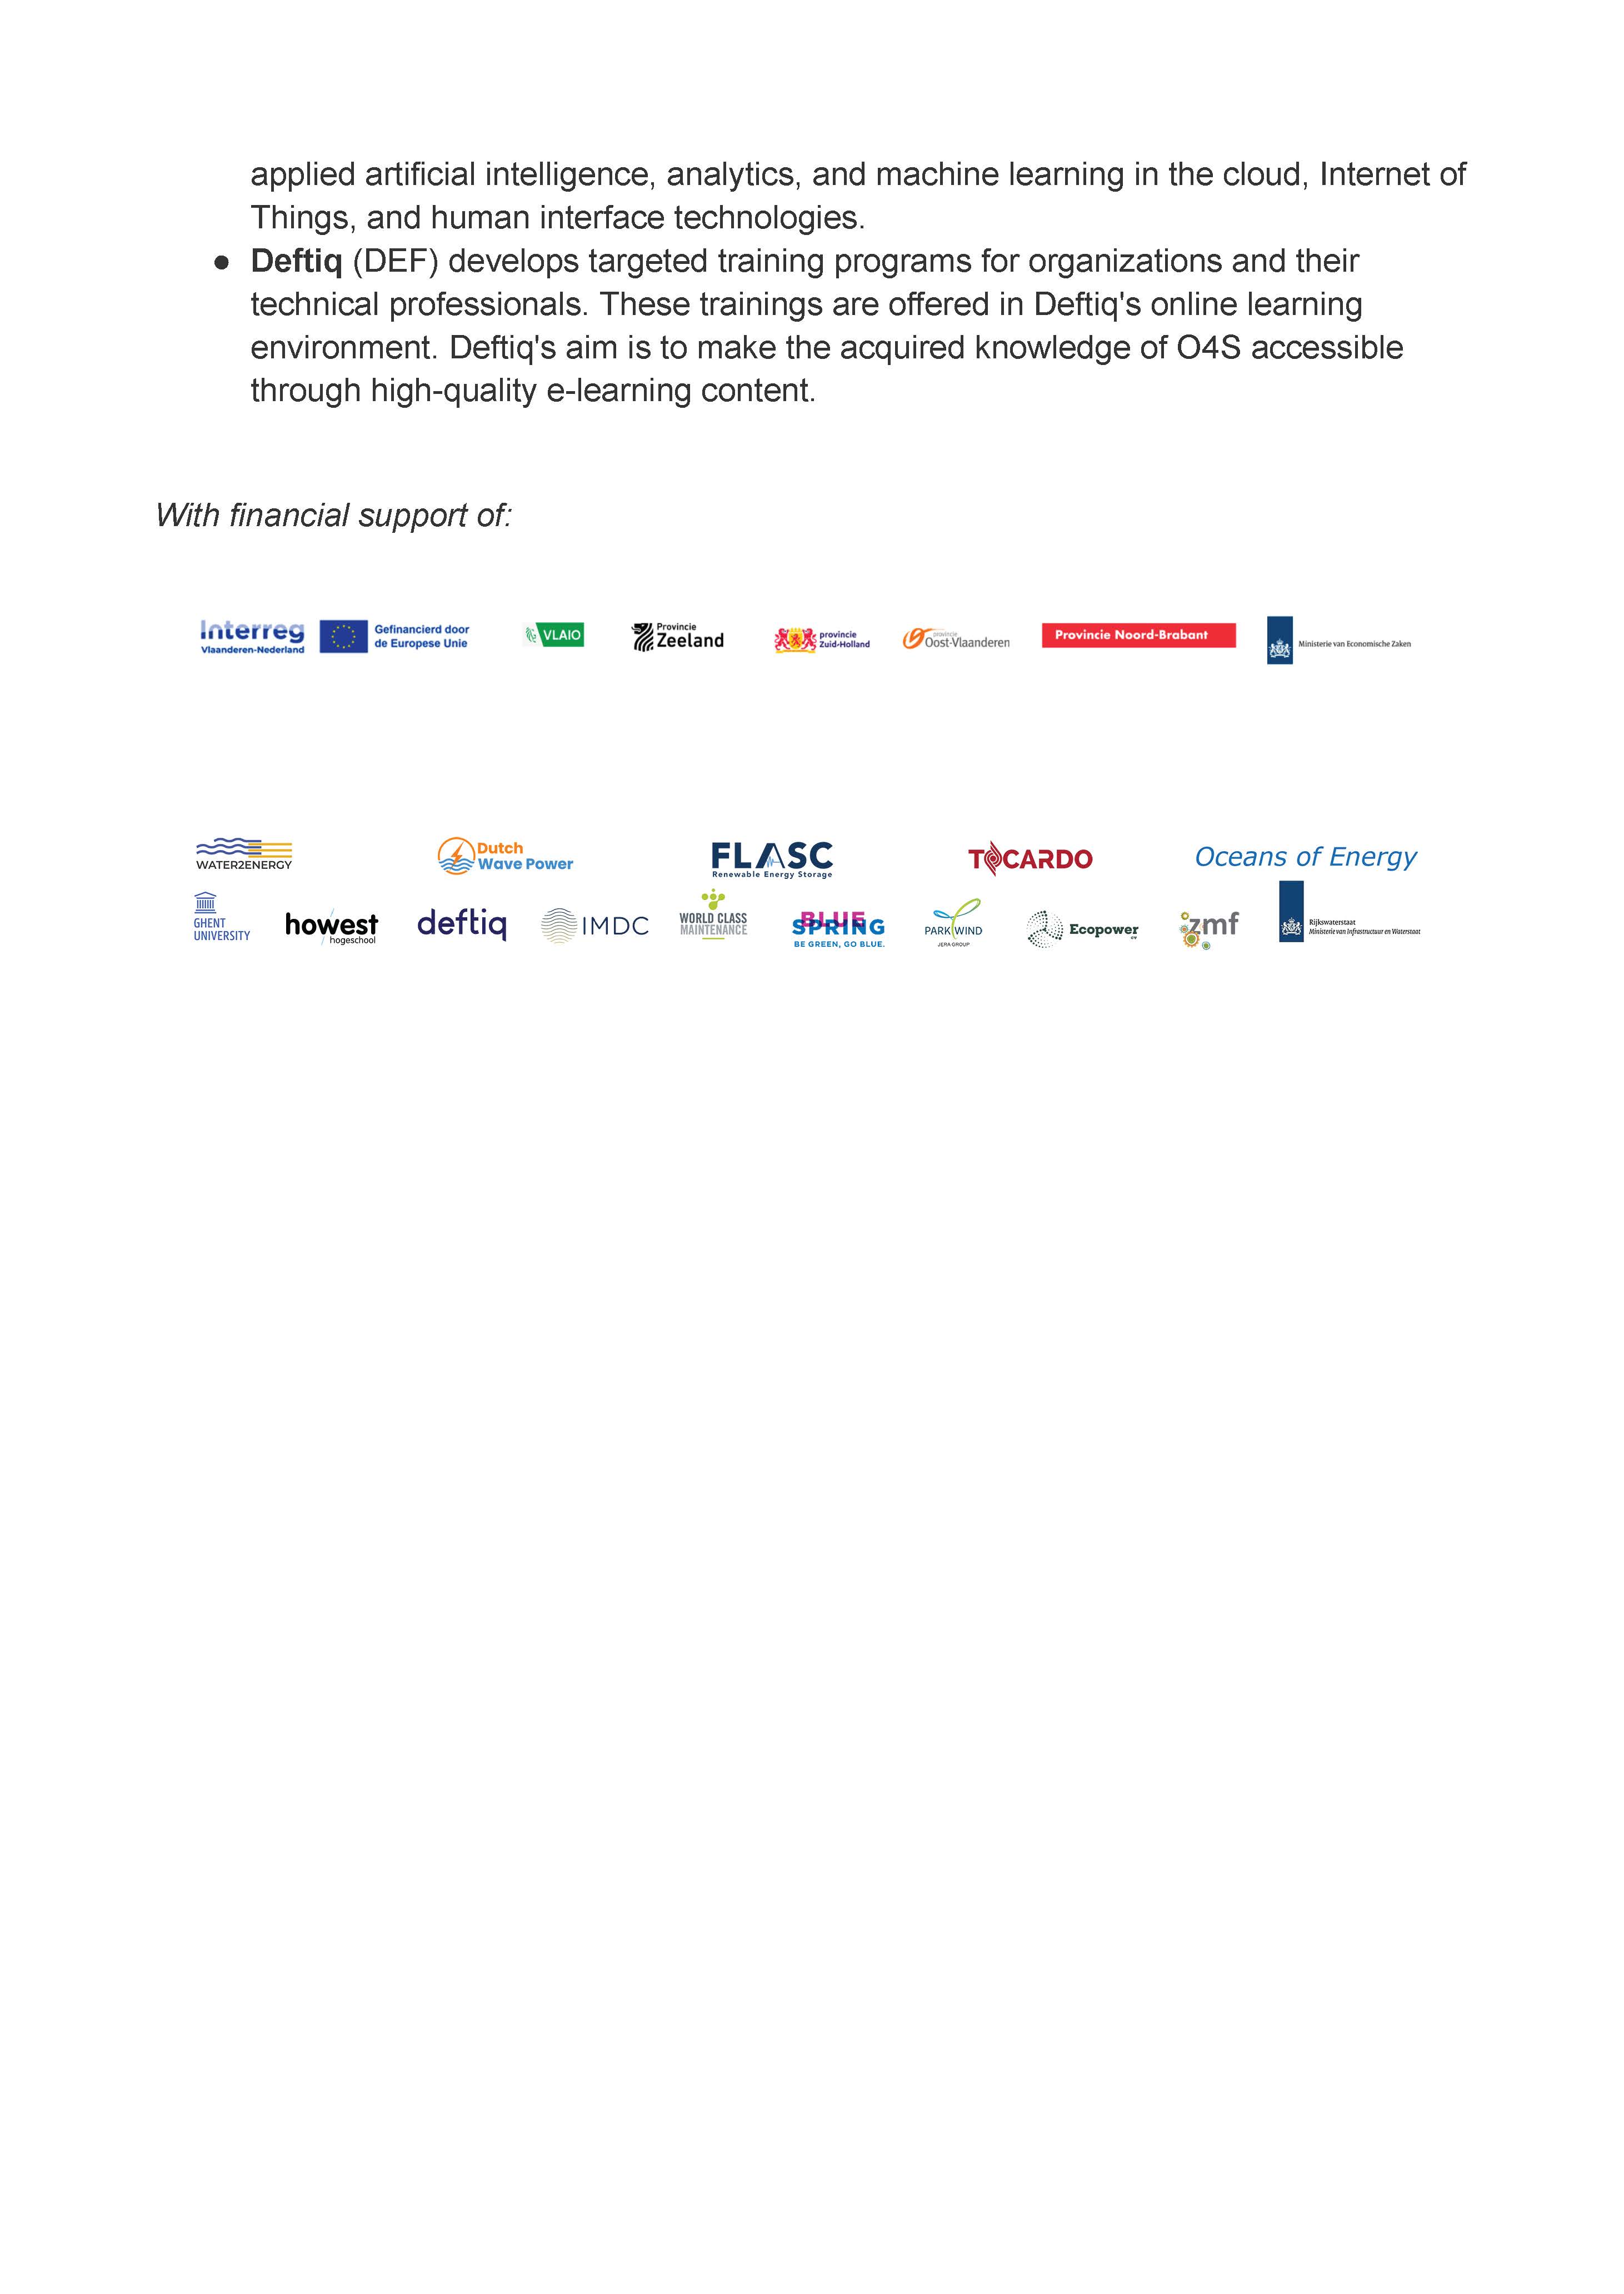 applied artificial intelligence, analytics, and machine learning in the cloud, Internet of
Things, and human interface technologies.
● Deftiq (DEF) develops targeted training programs for organizations and their
technical professionals. These trainings are offered in Deftiq's online learning
environment. Deftiq's aim is to make the acquired knowledge of O4S accessible
through high-quality e-learning content.
With financial support of:
Interreg
Vlaanderen-Nederland
Gefinancierd door
de Europese Unie
VLAIO
Provincie
Zeeland
provincie
Zuid-Holland
provincie
Oost-Vlaanderen
Provincie Noord-Brabant
Ministerie van Economische Zaken
WATER2ENERGY
Dutch
Wave Power
FLASC
Renewable Energy Storage
TOCARDO
Oceans of Energy
GHENT
UNIVERSITY
howest
hogeschool
deftiq
IMDC
WORLD CLASS
MAINTENANCE
BLUE
SPRING
BE GREEN, GO BLUE.
PARKWIND
JERA GROUP
Ecopower
cv
zmf
Rijkswaterstaat
Ministerie van Infrastructuur en Waterstaat